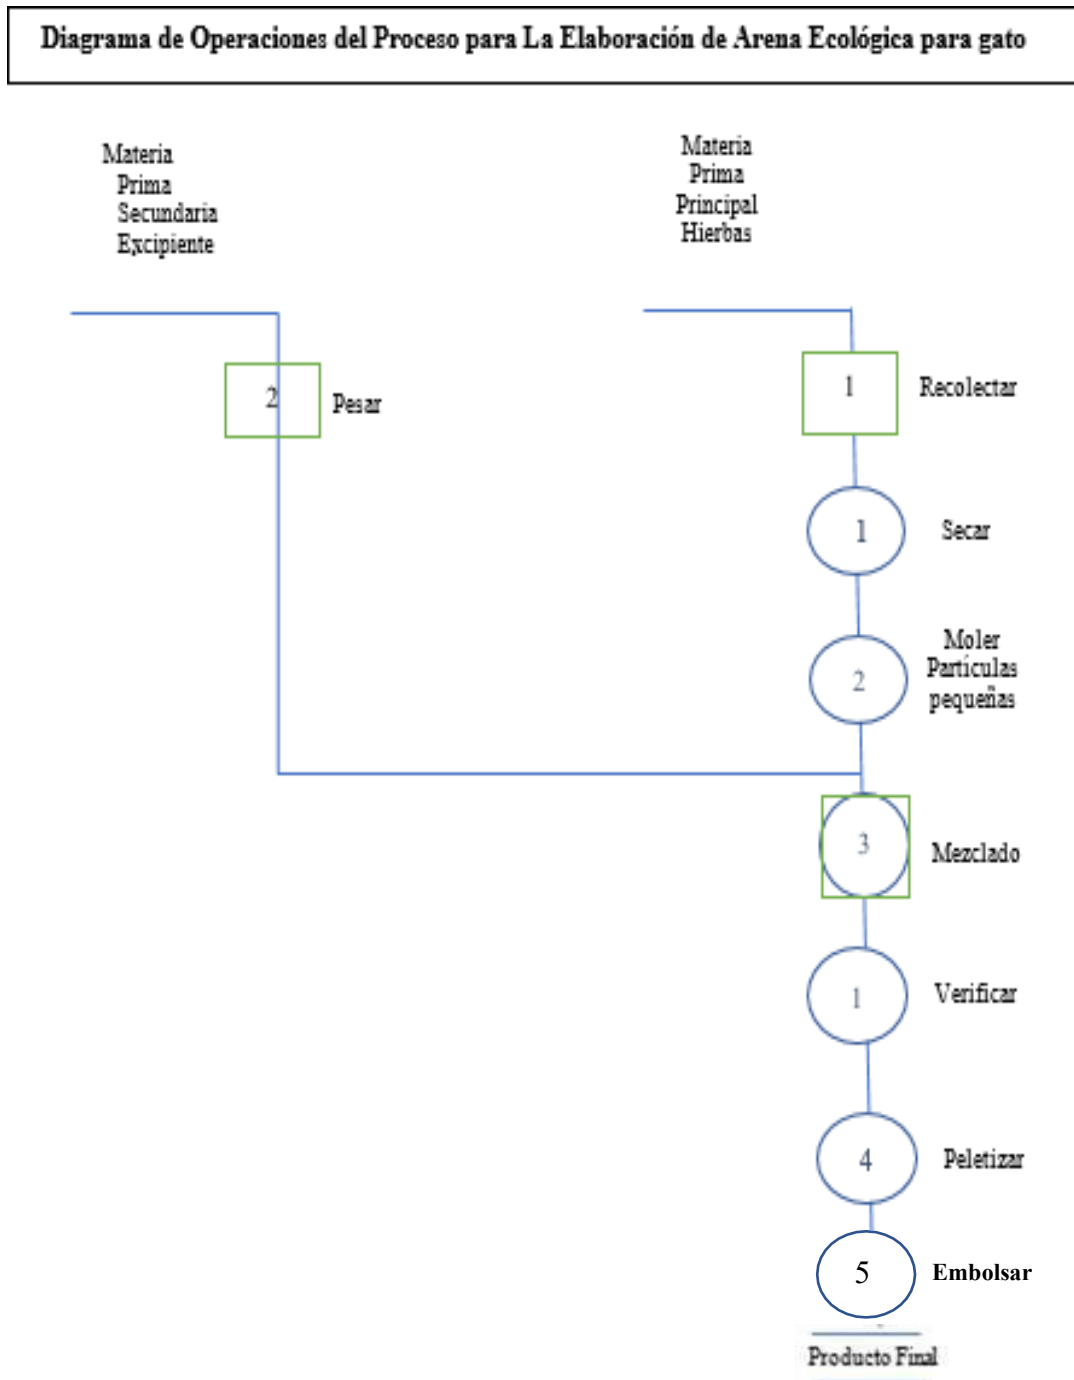 Diagrama de Operaciones del Proceso para La Elaboración de Arena Ecológica para gato
Materia
Prima
Secundaria
Excipiente
Materia
Prima
Principal
Hierbas
2
Pesar
1
Recolectar
1
Secar
2
Moler
Partículas
pequeñas
3
Mezclado
1
Verificar
4
Peletizar
5
Embolsar
Producto Final